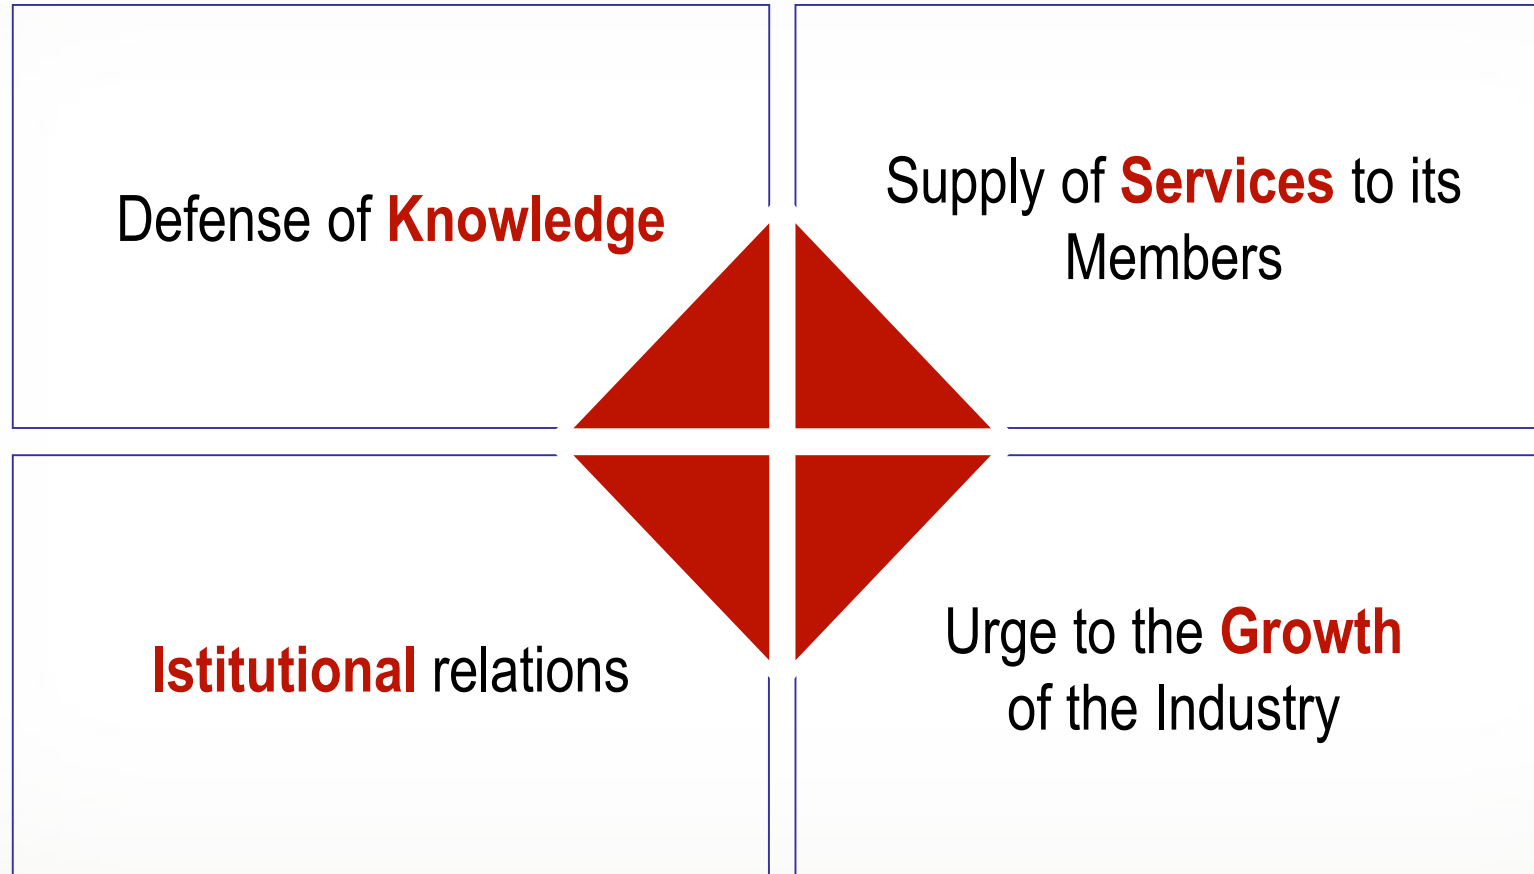 Defense of Knowledge
Supply of Services to its
Members
Istitutional relations
Urge to the Growth
of the Industry